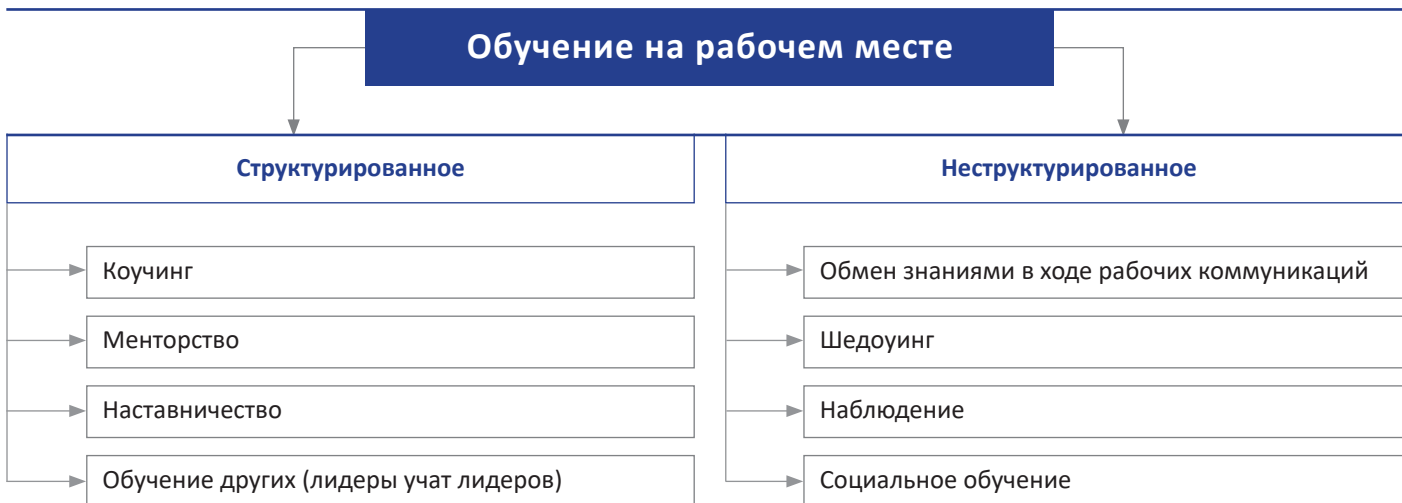 Обучение на рабочем месте
Структурированное
Коучинг
Менторство
Наставничество
Обучение других (лидеры учат лидеров)
Неструктурированное
Обмен знаниями в ходе рабочих коммуникаций
Шедоуинг
Наблюдение
Социальное обучение